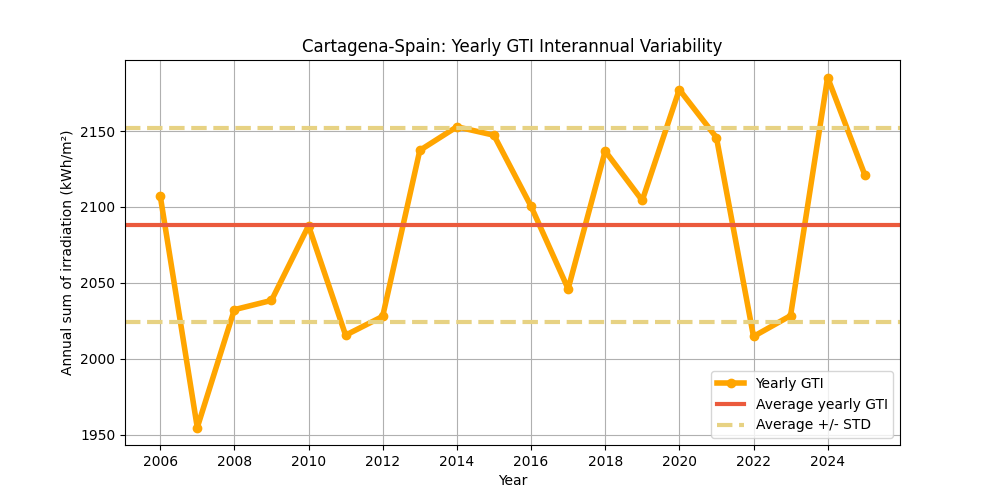 Cartagena-Spain: Yearly GTI Interannual Variability
Annual sum of irradiation (kWh/m²)
2150
2100
2050
2000
1950
Yearly GTI
Average yearly GTI
Average +/- STD
2006 2008 2010 2012 2014 2016 2018 2020 2022 2024
Year